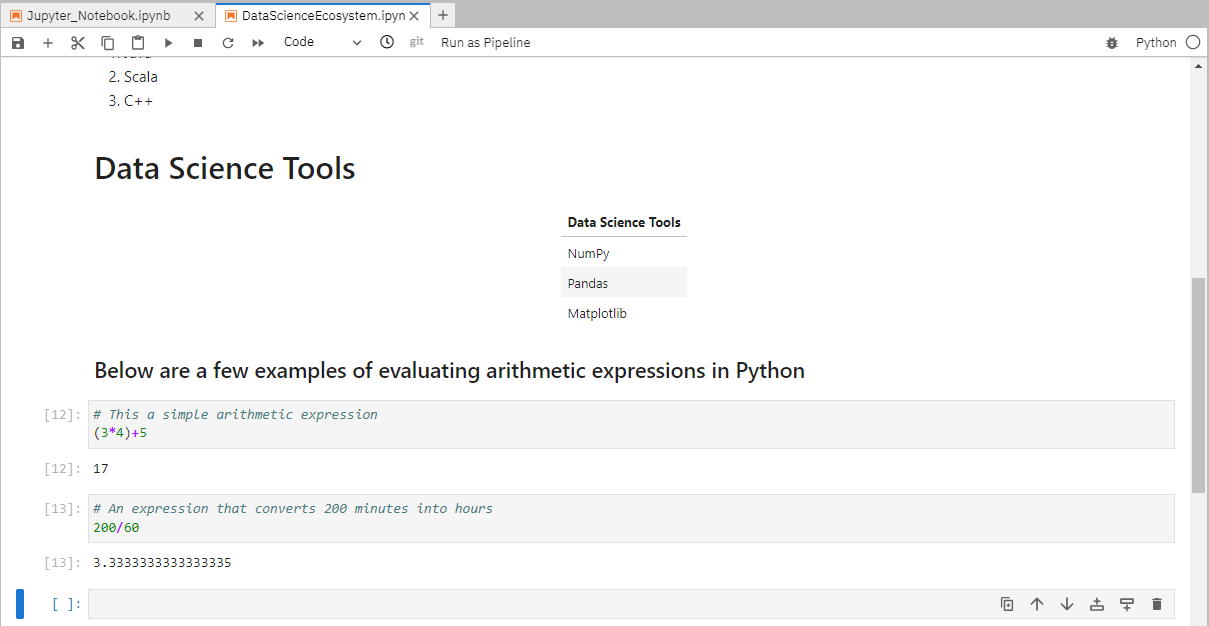 Jupyter_Notebook.ipynb
DataScienceEcosystem.ipyn
Code
git
Run as Pipeline
Python
2. Scala
3. C++
Data Science Tools
Data Science Tools
NumPy
Pandas
Matplotlib
Below are a few examples of evaluating arithmetic expressions in Python
[12]: # This a simple arithmetic expression
(3*4)+5
[12]: 17
[13]: # An expression that converts 200 minutes into hours
200/60
[13]: 3.3333333333333335
[ ]: